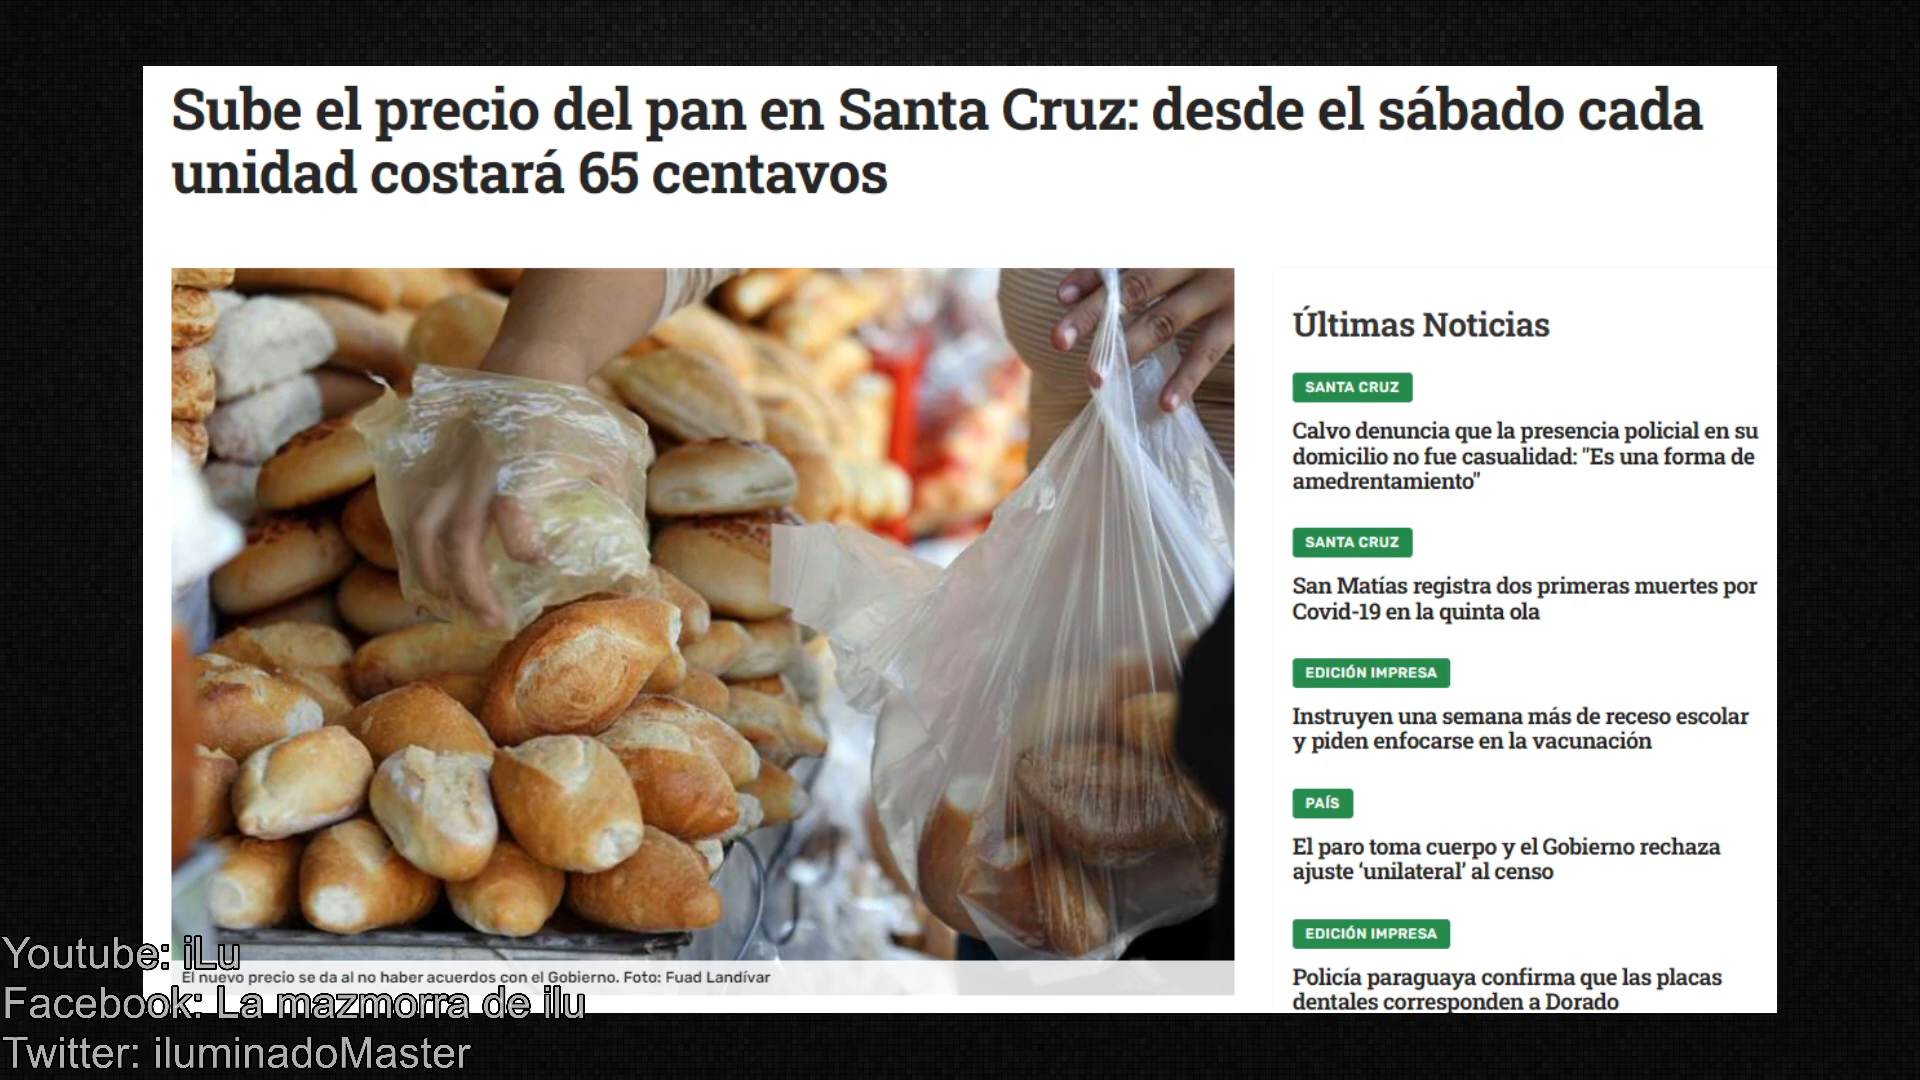 Sube el precio del pan en Santa Cruz: desde el sábado cada
unidad costará 65 centavos
El nuevo precio se da al no haber acuerdos con el Gobierno. Foto: Fuad Landívar
Últimas Noticias
SANTA CRUZ
Calvo denuncia que la presencia policial en su
domicilio no fue casualidad: "Es una forma de
amedrentamiento"
SANTA CRUZ
San Matías registra dos primeras muertes por
Covid-19 en la quinta ola
EDICIÓN IMPRESA
Instruyen una semana más de receso escolar
y piden enfocarse en la vacunación
PAÍS
El paro toma cuerpo y el Gobierno rechaza
ajuste ‘unilateral’ al censo
EDICIÓN IMPRESA
Policía paraguaya confirma que las placas
dentales corresponden a Dorado
Youtube: iLu
Facebook: La mazmorra de ilu
Twitter: iluminadoMaster